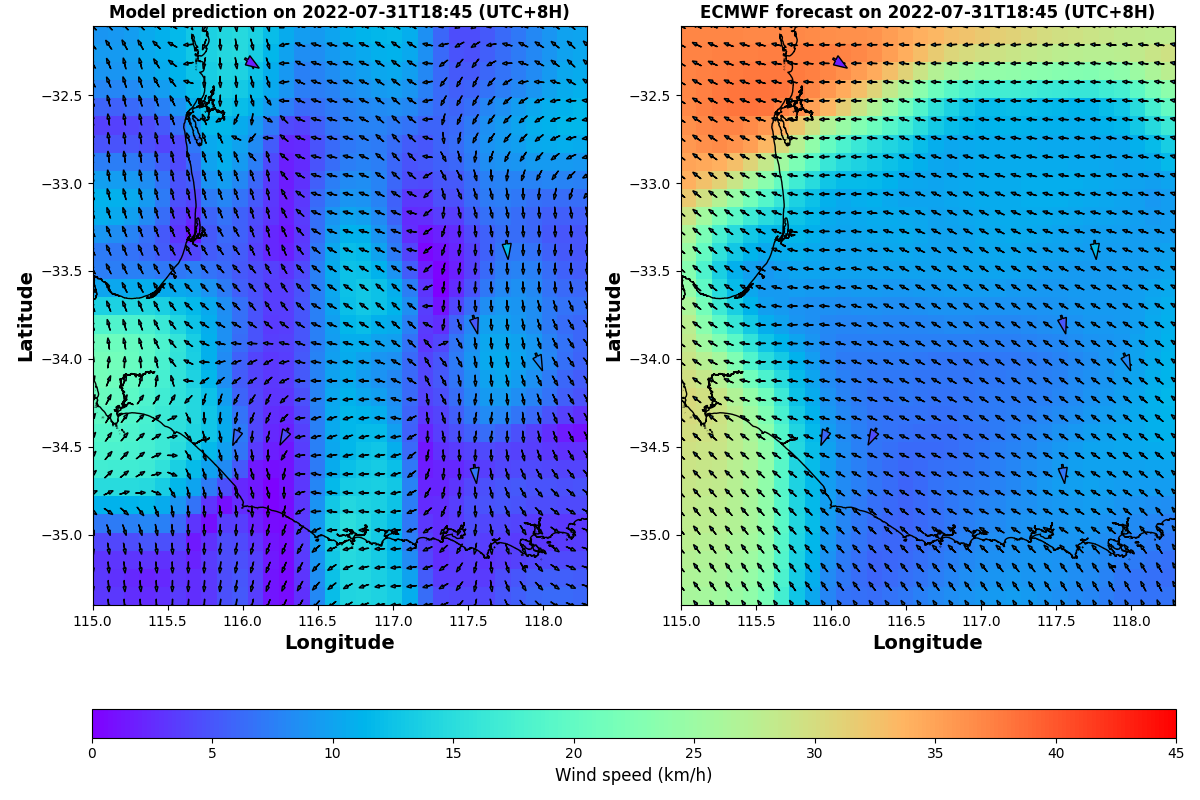 Model prediction on 2022-07-31T18:45 (UTC+8H)
ECMWF forecast on 2022-07-31T18:45 (UTC+8H)
Latitude
−32.5
−33.0
−33.5
−34.0
−34.5
−35.0
115.0 115.5 116.0 116.5 117.0 117.5 118.0
Longitude
Latitude
−32.5
−33.0
−33.5
−34.0
−34.5
−35.0
115.0 115.5 116.0 116.5 117.0 117.5 118.0
Longitude
0 5 10 15 20 25 30 35 40 45
Wind speed (km/h)